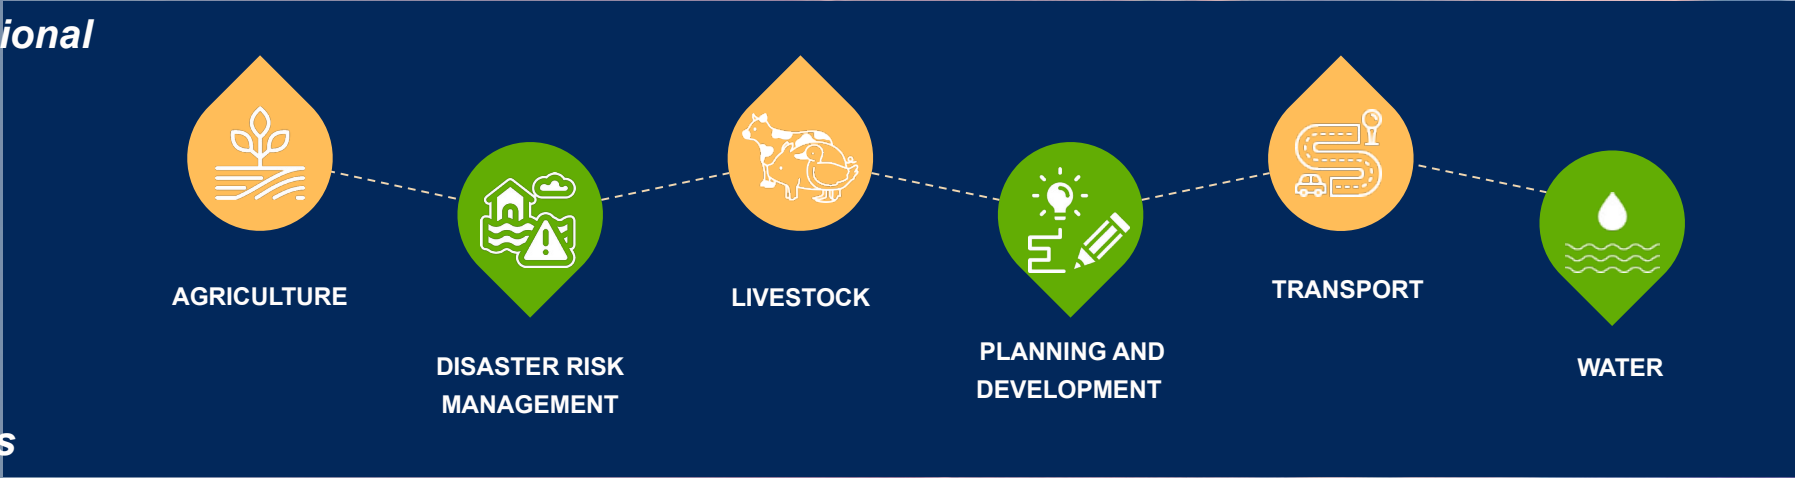 ional
AGRICULTURE
DISASTER RISK
MANAGEMENT
LIVESTOCK
PLANNING AND
DEVELOPMENT
TRANSPORT
WATER
s